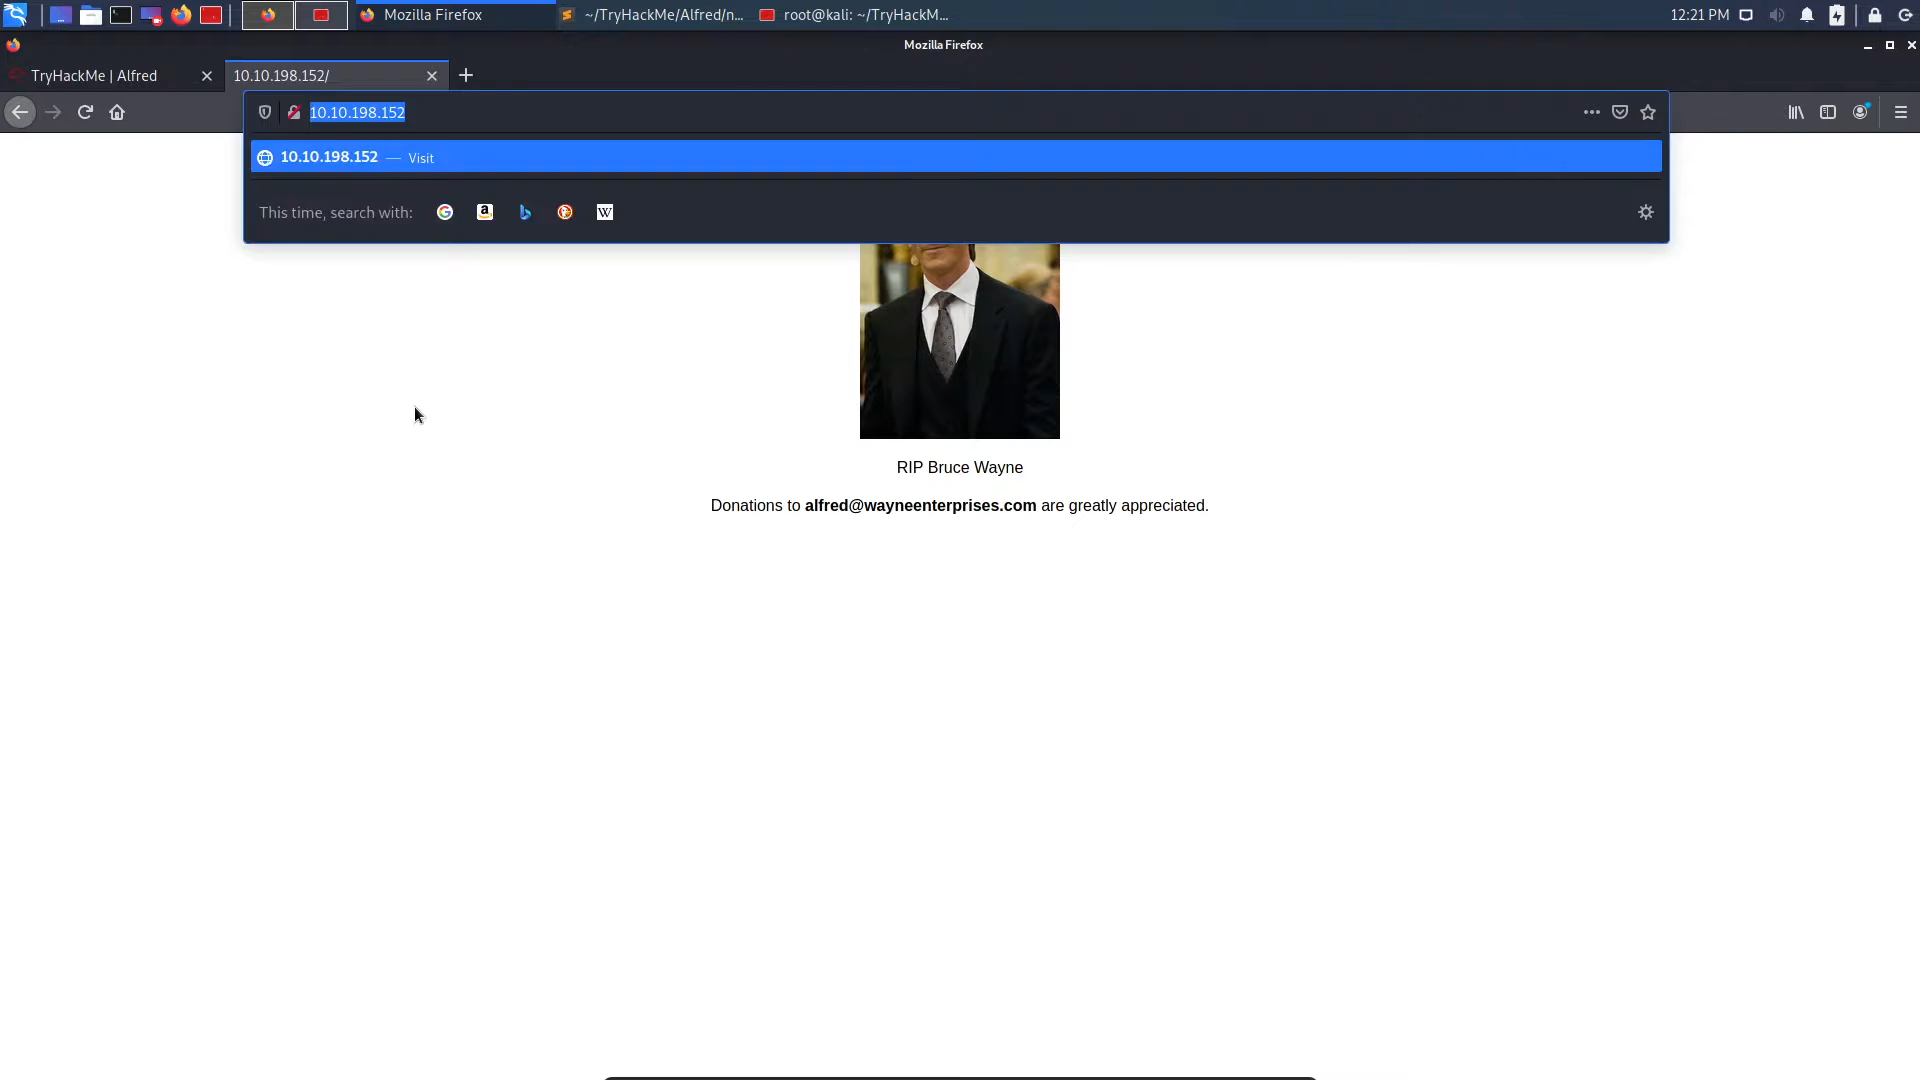 Mozilla Firefox
~/TryHackMe/Alfred/n...
root@kali: ~/TryHackM...
12:21 PM
Mozilla Firefox
TryHackMe | Alfred
10.10.198.152/
10.10.198.152
10.10.198.152 — Visit
This time, search with:
RIP Bruce Wayne
Donations to alfred@wayneenterprises.com are greatly appreciated.